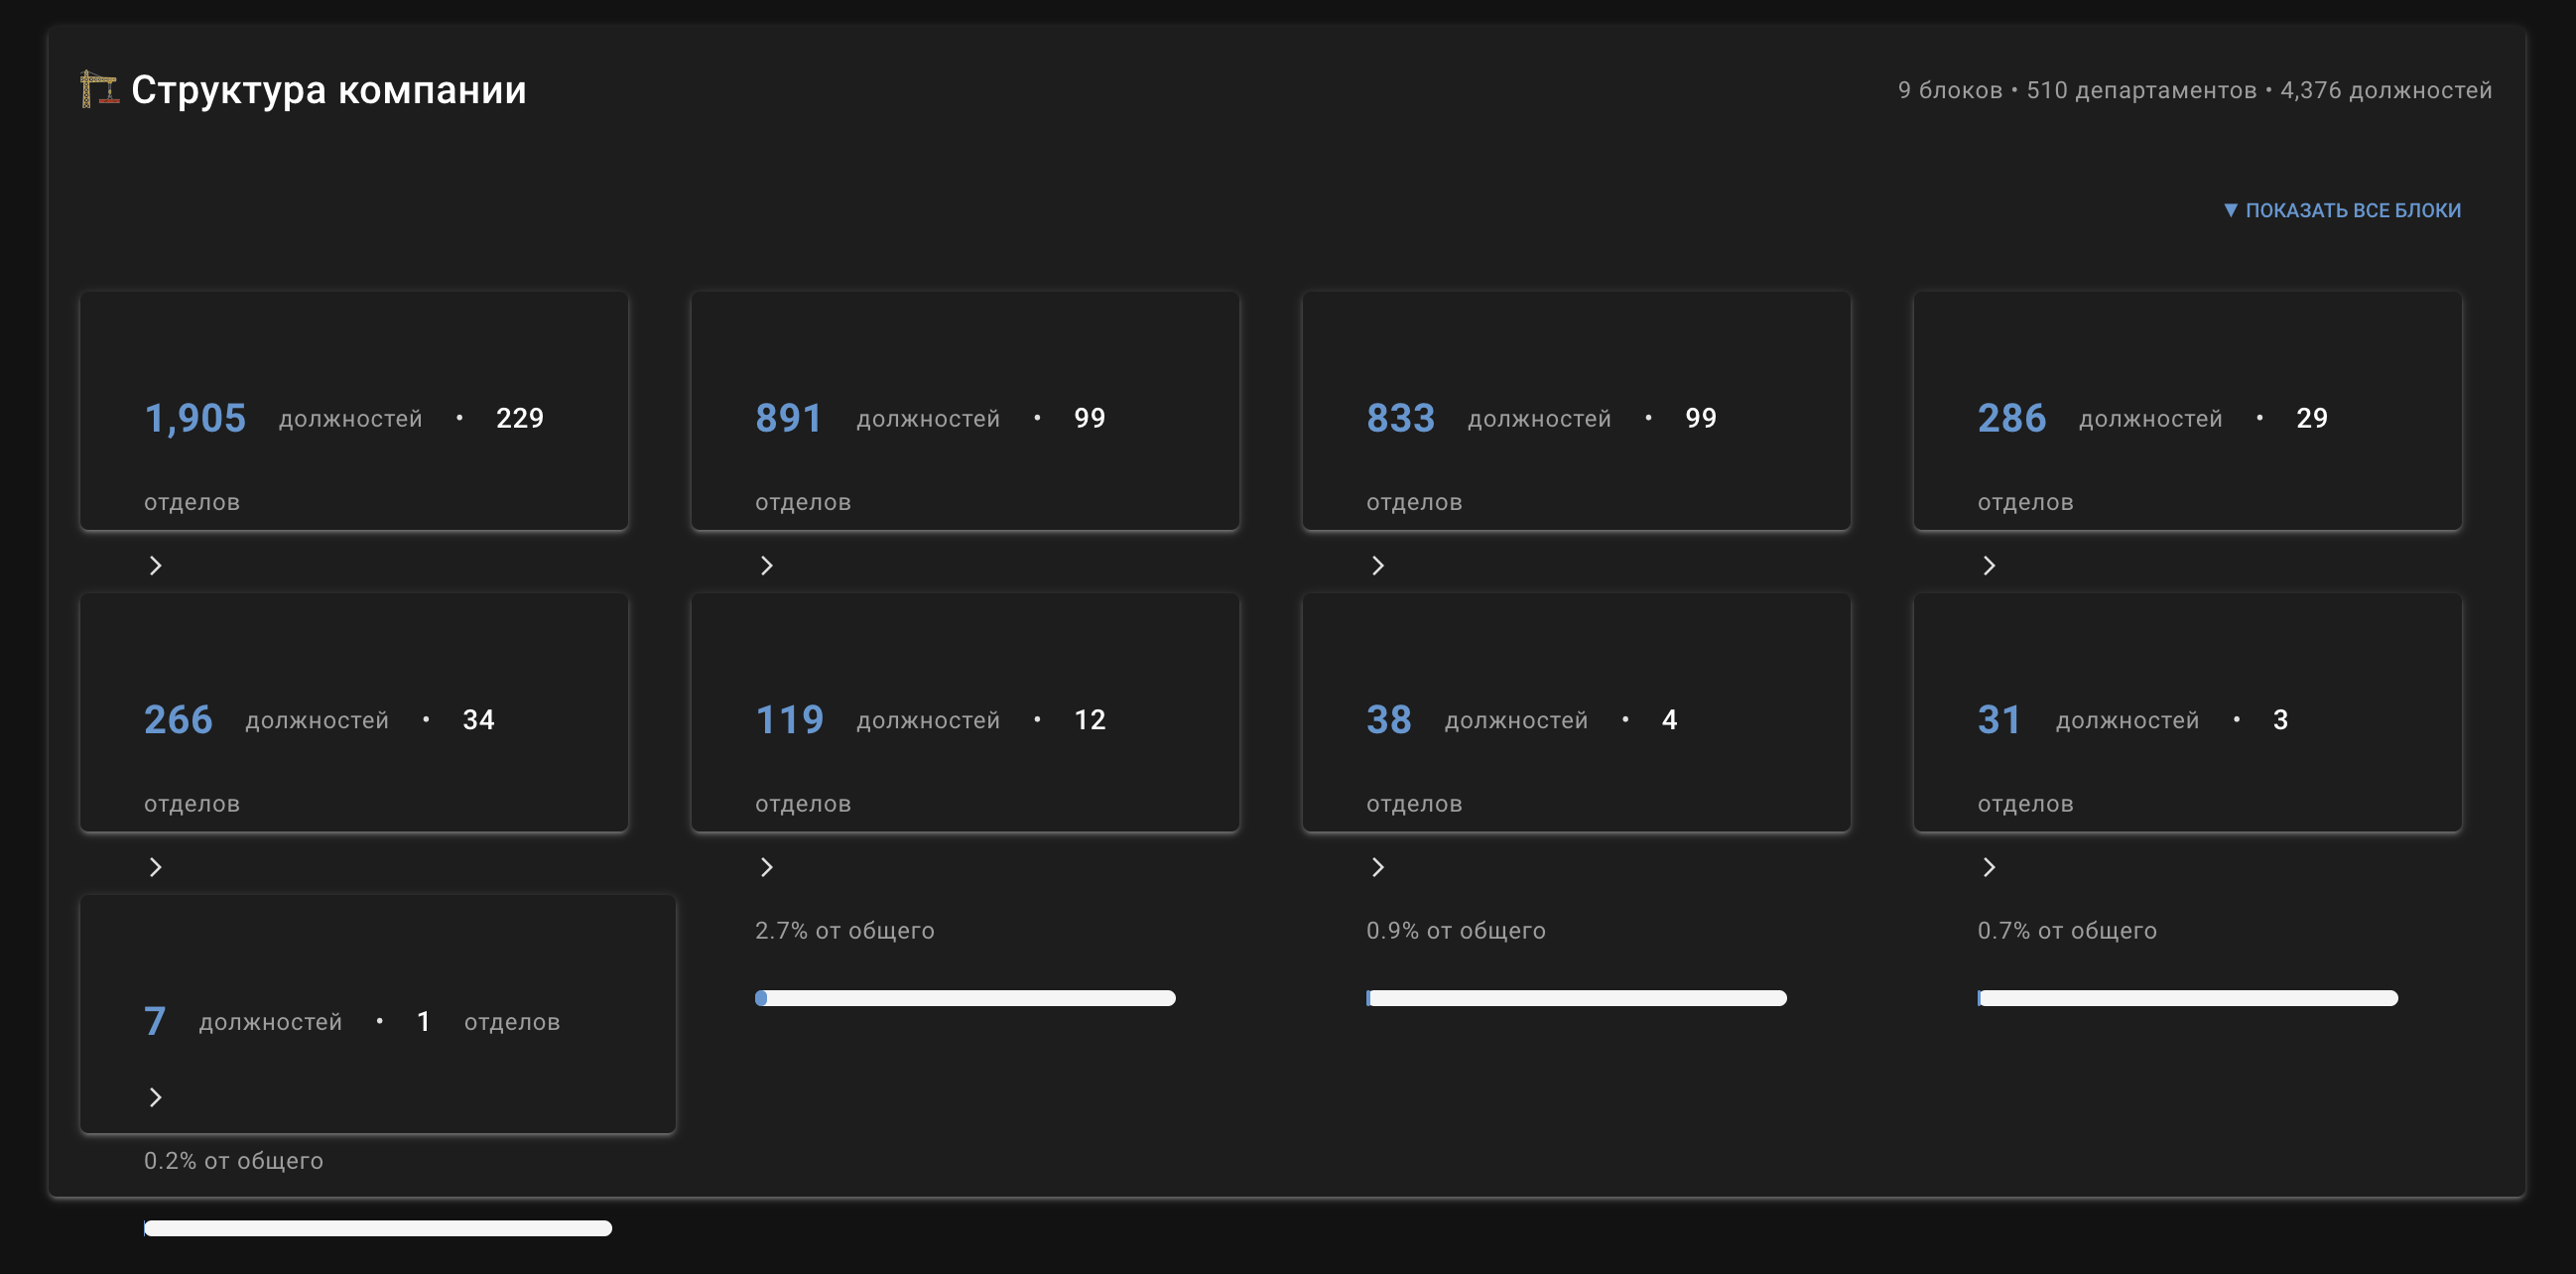 Структура компании
9 блоков • 510 департаментов • 4,376 должностей
▼ ПОКАЗАТЬ ВСЕ БЛОКИ
1,905 должностей • 229
отделов
891 должностей • 99
отделов
833 должностей • 99
отделов
286 должностей • 29
отделов
266 должностей • 34
отделов
119 должностей • 12
отделов
2.7% от общего
38 должностей • 4
отделов
0.9% от общего
31 должностей • 3
отделов
0.7% от общего
7 должностей • 1 отделов
0.2% от общего